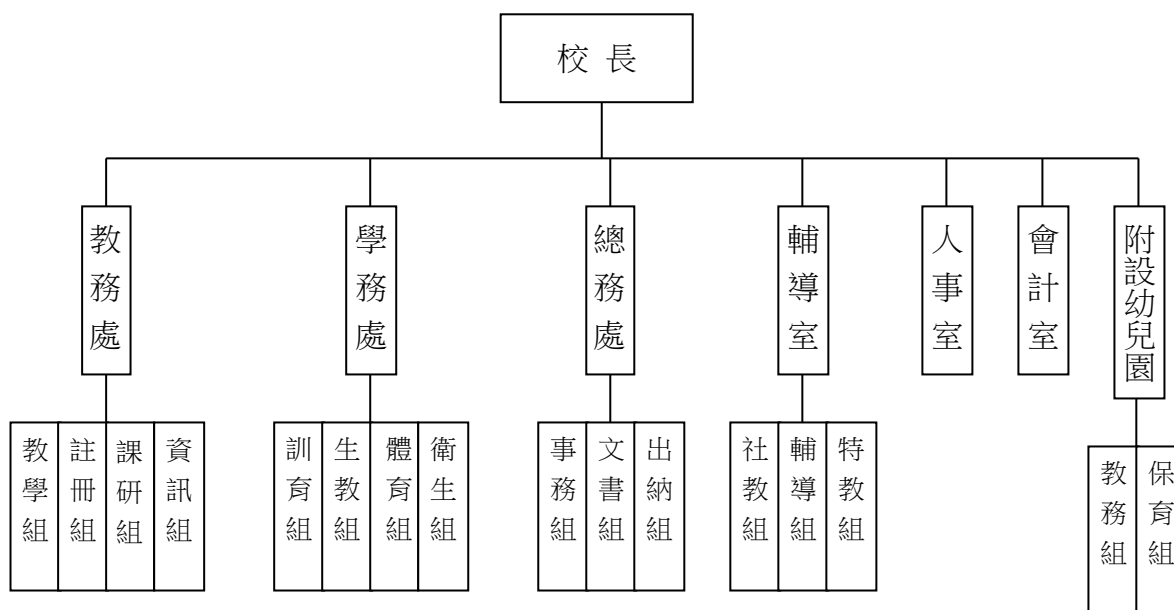 校長
教務處
學務處
總務處
輔導室
人事室
會計室
附設幼兒園
教學組
註冊組
課研組
資訊組
訓育組
生教組
體育組
衛生組
事務組
文書組
出納組
社教組
輔導組
特教組
教務組
保育組